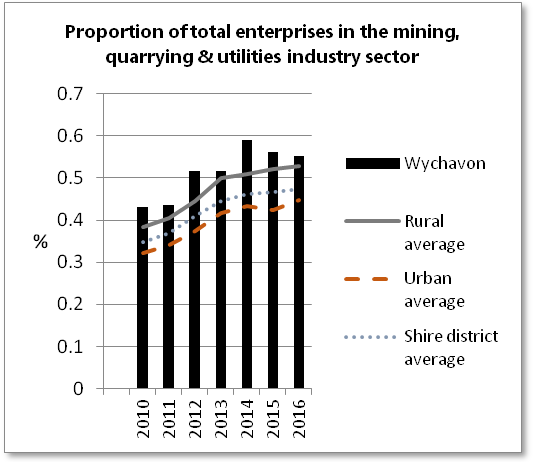 Proportion of total enterprises in the mining,
quarrying & utilities industry sector
0.7
0.6
0.5
0.4
0.3
0.2
0.1
0
%
2010
2011
2012
2013
2014
2015
2016
Wychavon
Rural
average
Urban
average
Shire district
average